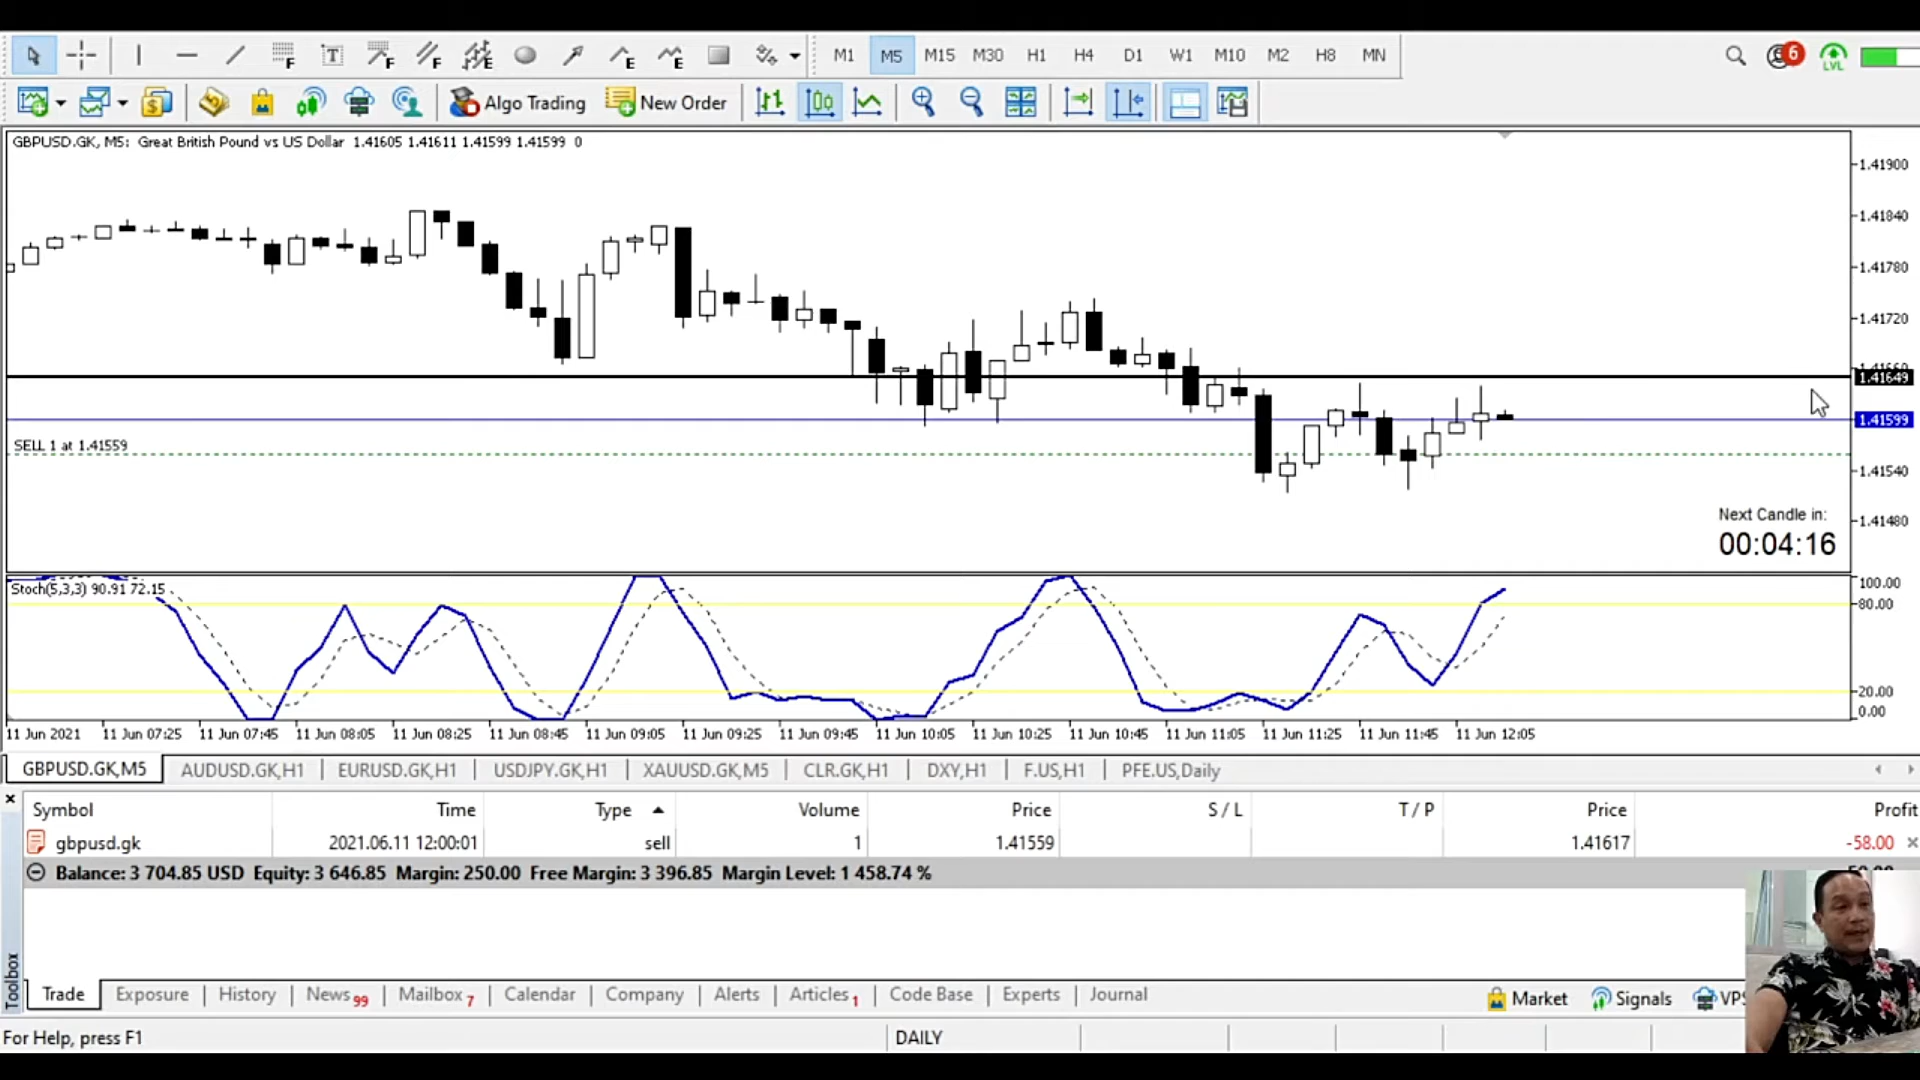 M1 M5 M15 M30 H1 H4 D1 W1 M10 M2 H8 MN
6
LVL
Algo Trading New Order
GBPUSD.GK, M5: Great British Pound vs US Dollar 1.41605 1.41611 1.41599 1.41599 0
1.41900
1.41840
1.41780
1.41720
1.41660
1.41649
1.41599
SELL 1 at 1.41559
1.41540
Next Candle in:
1.41480
00:04:16
Stoch(5,3,3) 90.91 72.15
100.00
80.00
20.00
0.00
11 Jun 2021 11 Jun 07:25 11 Jun 07:45 11 Jun 08:05 11 Jun 08:25 11 Jun 08:45 11 Jun 09:05 11 Jun 09:25 11 Jun 09:45 11 Jun 10:05 11 Jun 10:25 11 Jun 10:45 11 Jun 11:05 11 Jun 11:25 11 Jun 11:45 11 Jun 12:05
GBPUSD.GK,M5 AUDUSD.GK,H1 EURUSD.GK,H1 USDJPY.GK,H1 XAUUSD.GK,M5 CLR.GK,H1 DXY,H1 F.US,H1 PFE.US,Daily
Symbol Time Type Volume Price S / L T / P Price Profit
gbpusd.gk 2021.06.11 12:00:01 sell 1 1.41559 1.41617 -58.00
Balance: 3 704.85 USD Equity: 3 646.85 Margin: 250.00 Free Margin: 3 396.85 Margin Level: 1 458.74 %
Toolbox
Trade Exposure History News 99 Mailbox 7 Calendar Company Alerts Articles 1 Code Base Experts Journal Market Signals VPS
For Help, press F1 DAILY